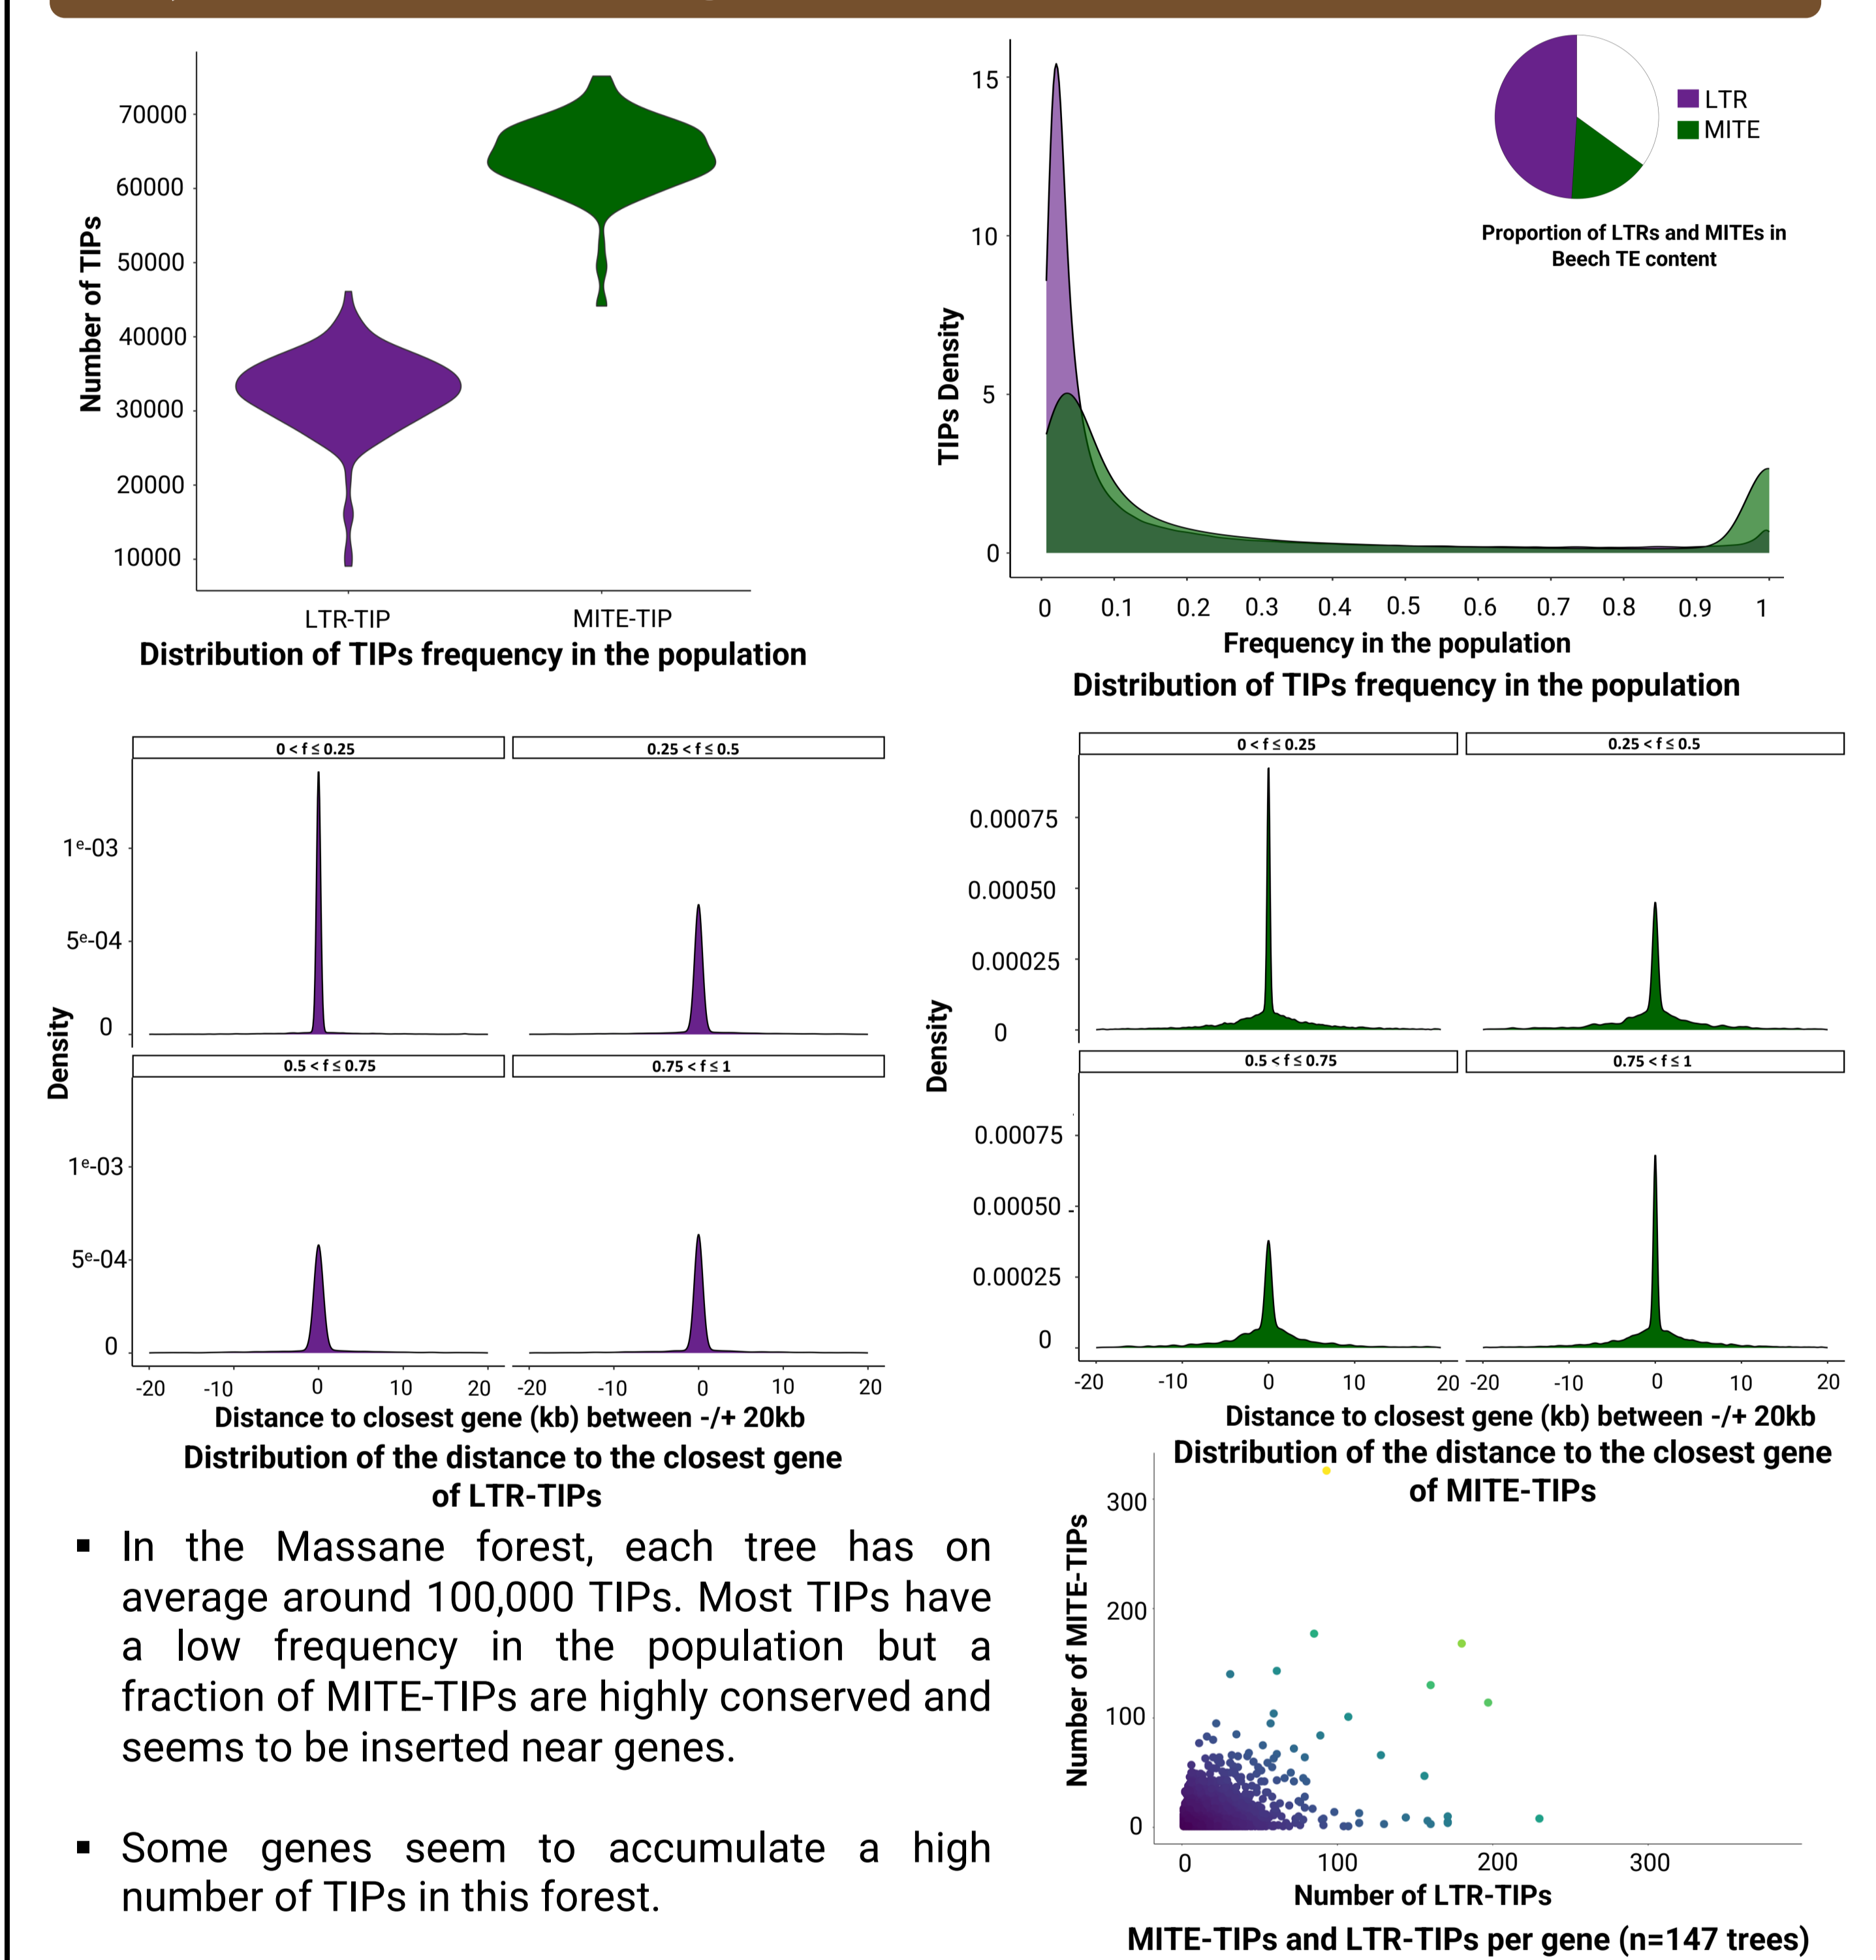 70000
60000
50000
40000
30000
20000
10000
Number of TIPs
LTR-TIP MITE-TIP
Distribution of TIPs frequency in the population
15
10
5
0
TIPs Density
LTR
MITE
Proportion of LTRs and MITEs in
Beech TE content
0 0.1 0.2 0.3 0.4 0.5 0.6 0.7 0.8 0.9 1
Frequency in the population
Distribution of TIPs frequency in the population
0 < f ≤ 0.25 0.25 < f ≤ 0.5
1e-03
5e-04
0
Density
0.5 < f ≤ 0.75 0.75 < f ≤ 1
1e-03
5e-04
0
-20 -10 0 10 20 -20 -10 0 10 20
Distance to closest gene (kb) between -/+ 20kb
Distribution of the distance to the closest gene
of LTR-TIPs
0 < f ≤ 0.25 0.25 < f ≤ 0.5
0.00075
0.00050
0.00025
0
Density
0.5 < f ≤ 0.75 0.75 < f ≤ 1
0.00075
0.00050
0.00025
0
-20 -10 0 10 20 -20 -10 0 10 20
Distance to closest gene (kb) between -/+ 20kb
Distribution of the distance to the closest gene
of MITE-TIPs
▪ In the Massane forest, each tree has on
average around 100,000 TIPs. Most TIPs have
a low frequency in the population but a
fraction of MITE-TIPs are highly conserved and
seems to be inserted near genes.
▪ Some genes seem to accumulate a high
number of TIPs in this forest.
300
200
100
0
Number of MITE-TIPs
0 100 200 300
Number of LTR-TIPs
MITE-TIPs and LTR-TIPs per gene (n=147 trees)